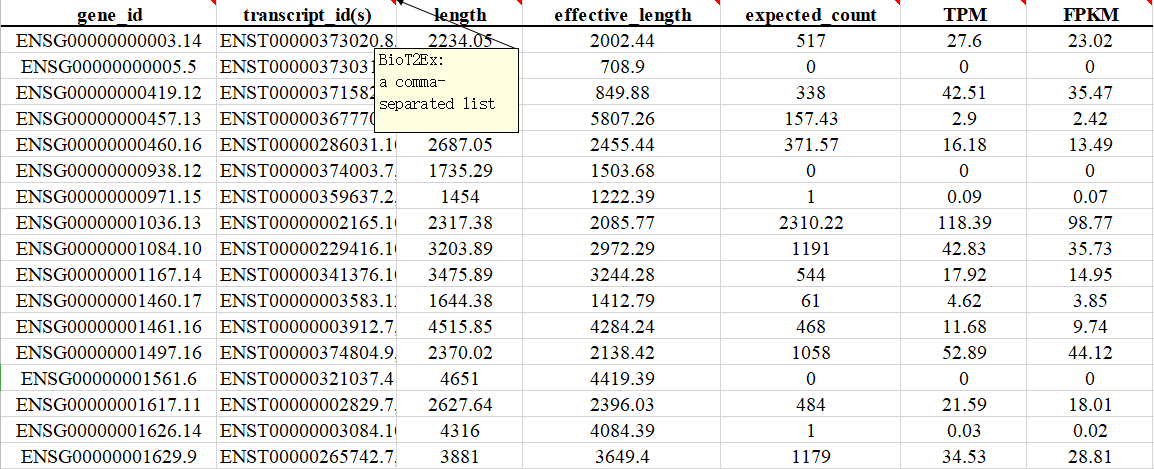 gene_id transcript_id(s) length effective_length expected_count TPM FPKM
ENSG00000000003.14 ENST00000373020.8, 2234.05 2002.44 517 27.6 23.02
ENSG00000000005.5 ENST00000373031 708.9 0 0 0
ENSG00000000419.12 ENST00000371582 849.88 338 42.51 35.47
ENSG00000000457.13 ENST00000367770 5807.26 157.43 2.9 2.42
ENSG00000000460.16 ENST00000286031.10 2687.05 2455.44 371.57 16.18 13.49
ENSG00000000938.12 ENST00000374003.7, 1735.29 1503.68 0 0 0
ENSG00000000971.15 ENST00000359637.2, 1454 1222.39 1 0.09 0.07
ENSG00000001036.13 ENST00000002165.10 2317.38 2085.77 2310.22 118.39 98.77
ENSG00000001084.10 ENST00000229416.10 3203.89 2972.29 1191 42.83 35.73
ENSG00000001167.14 ENST00000341376.10 3475.89 3244.28 544 17.92 14.95
ENSG00000001460.17 ENST00000003583.12 1644.38 1412.79 61 4.62 3.85
ENSG00000001461.16 ENST00000003912.7, 4515.85 4284.24 468 11.68 9.74
ENSG00000001497.16 ENST00000374804.9, 2370.02 2138.42 1058 52.89 44.12
ENSG00000001561.6 ENST00000321037.4 4651 4419.39 0 0 0
ENSG00000001617.11 ENST00000002829.7, 2627.64 2396.03 484 21.59 18.01
ENSG00000001626.14 ENST00000003084.10 4316 4084.39 1 0.03 0.02
ENSG00000001629.9 ENST00000265742.7, 3881 3649.4 1179 34.53 28.81
BioT2Ex:
a comma-
separated list